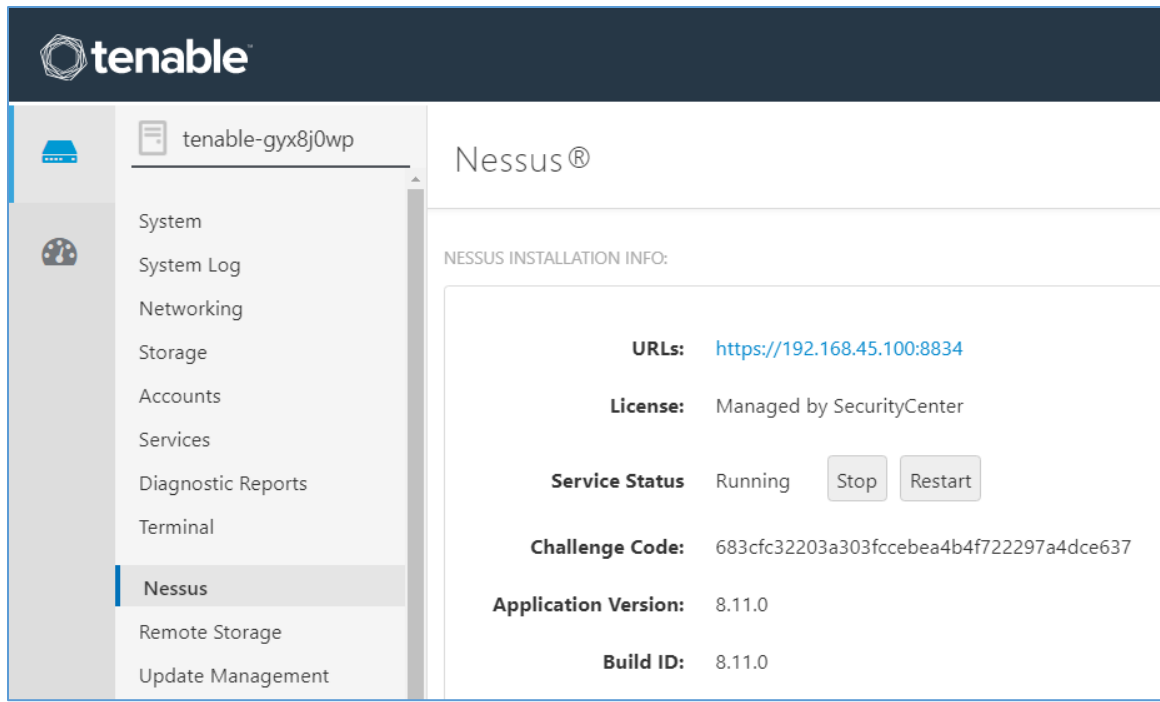 tenable
tenable-gyx8j0wp
System
System Log
Networking
Storage
Accounts
Services
Diagnostic Reports
Terminal
Nessus
Remote Storage
Update Management
Nessus®
NESSUS INSTALLATION INFO:
URLs: https://192.168.45.100:8834
License: Managed by SecurityCenter
Service Status Running Stop Restart
Challenge Code: 683cfc32203a303fccebea4b4f722297a4dce637
Application Version: 8.11.0
Build ID: 8.11.0